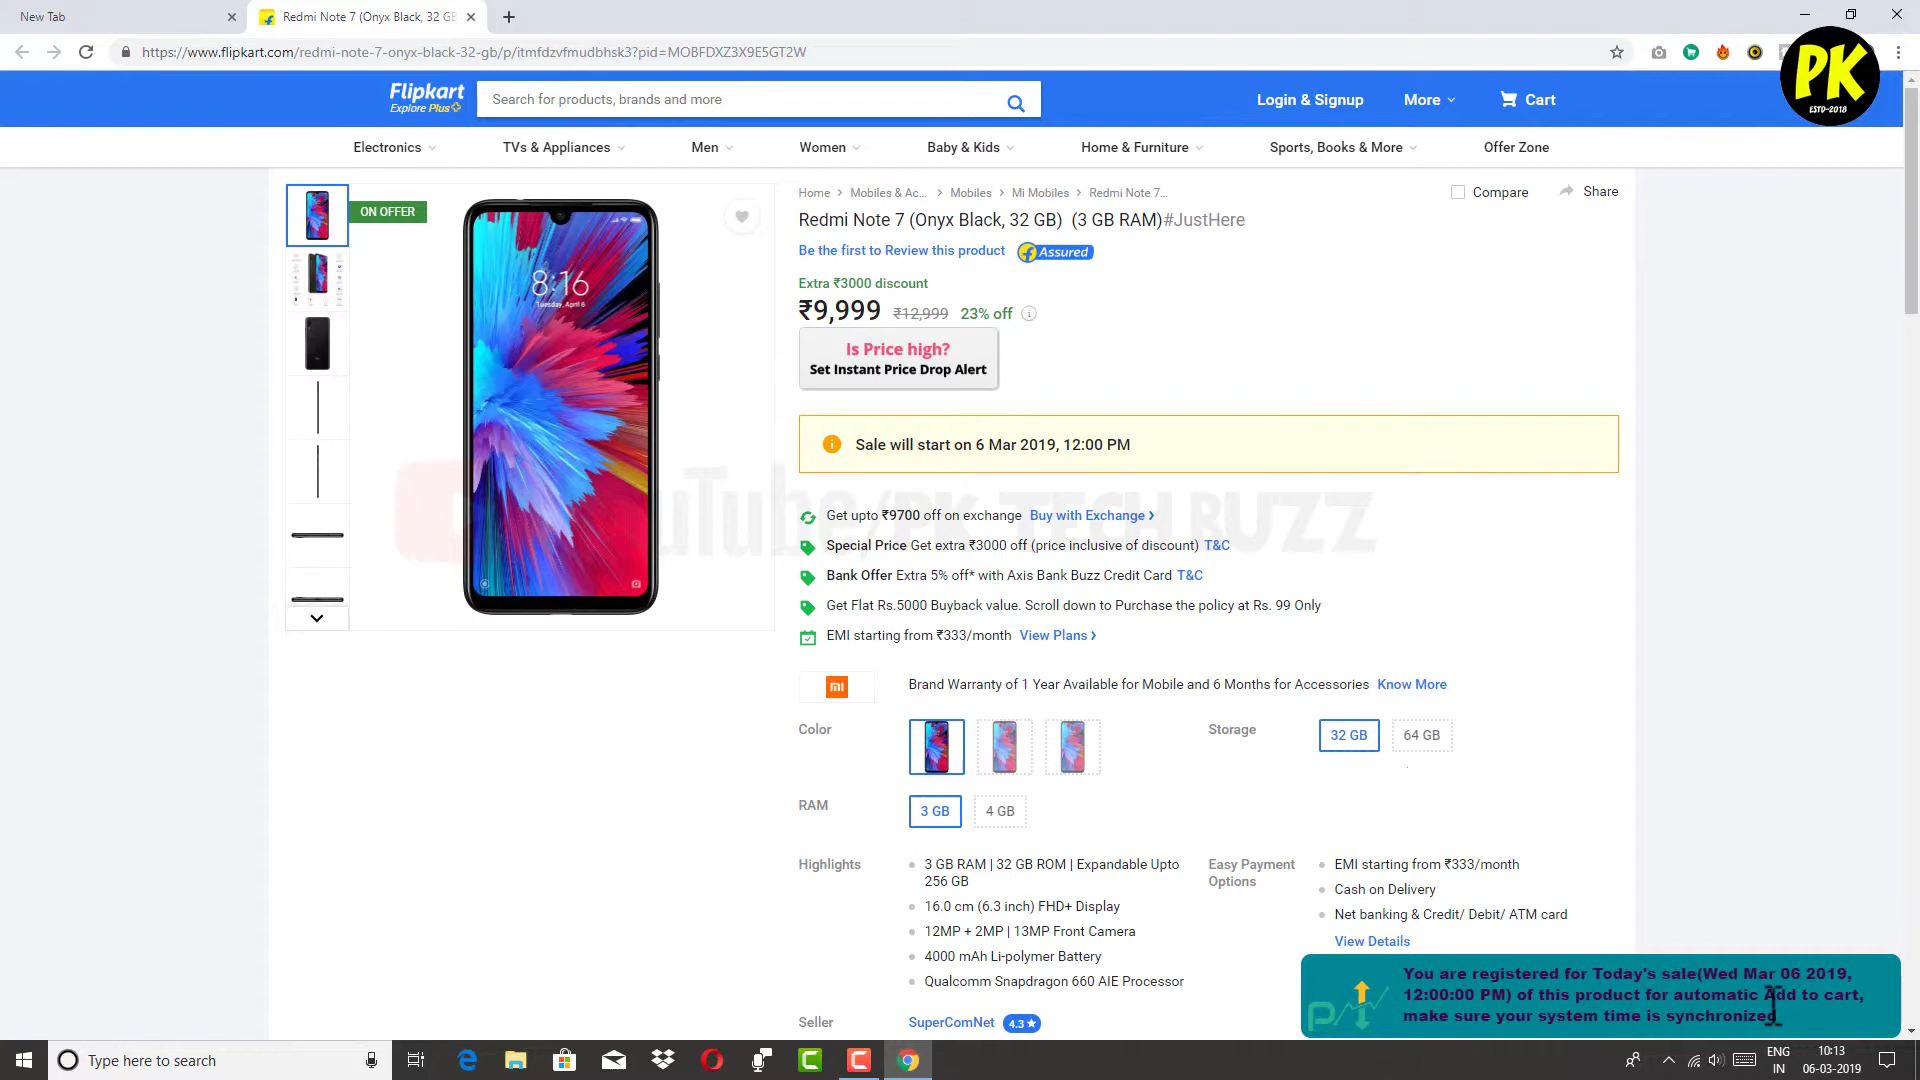 New Tab
Redmi Note 7 (Onyx Black, 32 GB
https://www.flipkart.com/redmi-note-7-onyx-black-32-gb/p/itmfdzvfmudbhsk3?pid=MOBFDXZ3X9E5GT2W
PK
ESTD-2018
Flipkart
Explore Plus
Search for products, brands and more
Login & Signup
More
Cart
Electronics
TVs & Appliances
Men
Women
Baby & Kids
Home & Furniture
Sports, Books & More
Offer Zone
ON OFFER
8:16
Tuesday, April 6
Home > Mobiles & Ac... > Mobiles > Mi Mobiles > Redmi Note 7...
Compare
Share
Redmi Note 7 (Onyx Black, 32 GB) (3 GB RAM)#JustHere
Be the first to Review this product
Assured
Extra ₹3000 discount
₹9,999 ₹12,999 23% off
Is Price high?
Set Instant Price Drop Alert
Sale will start on 6 Mar 2019, 12:00 PM
YouTube/PK TECH BUZZ
Get upto ₹9700 off on exchange Buy with Exchange >
Special Price Get extra ₹3000 off (price inclusive of discount) T&C
Bank Offer Extra 5% off* with Axis Bank Buzz Credit Card T&C
Get Flat Rs.5000 Buyback value. Scroll down to Purchase the policy at Rs. 99 Only
EMI starting from ₹333/month View Plans >
mi
Brand Warranty of 1 Year Available for Mobile and 6 Months for Accessories Know More
Color
Storage
32 GB
64 GB
RAM
3 GB
4 GB
Highlights
3 GB RAM | 32 GB ROM | Expandable Upto
256 GB
16.0 cm (6.3 inch) FHD+ Display
12MP + 2MP | 13MP Front Camera
4000 mAh Li-polymer Battery
Qualcomm Snapdragon 660 AIE Processor
Easy Payment
Options
EMI starting from ₹333/month
Cash on Delivery
Net banking & Credit/ Debit/ ATM card
View Details
Seller
SuperComNet
4.3 ★
You are registered for Today's sale(Wed Mar 06 2019,
12:00:00 PM) of this product for automatic Add to cart,
make sure your system time is synchronized
Type here to search
ENG
IN
10:13
06-03-2019